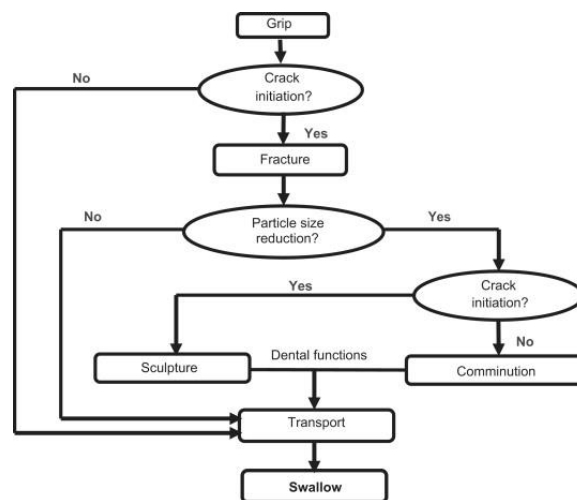 Grip
No
Crack
initiation?
Yes
Fracture
No
Particle size
reduction?
Yes
Yes
Crack
initiation?
No
Dental functions
Sculpture
Comminution
Transport
Swallow